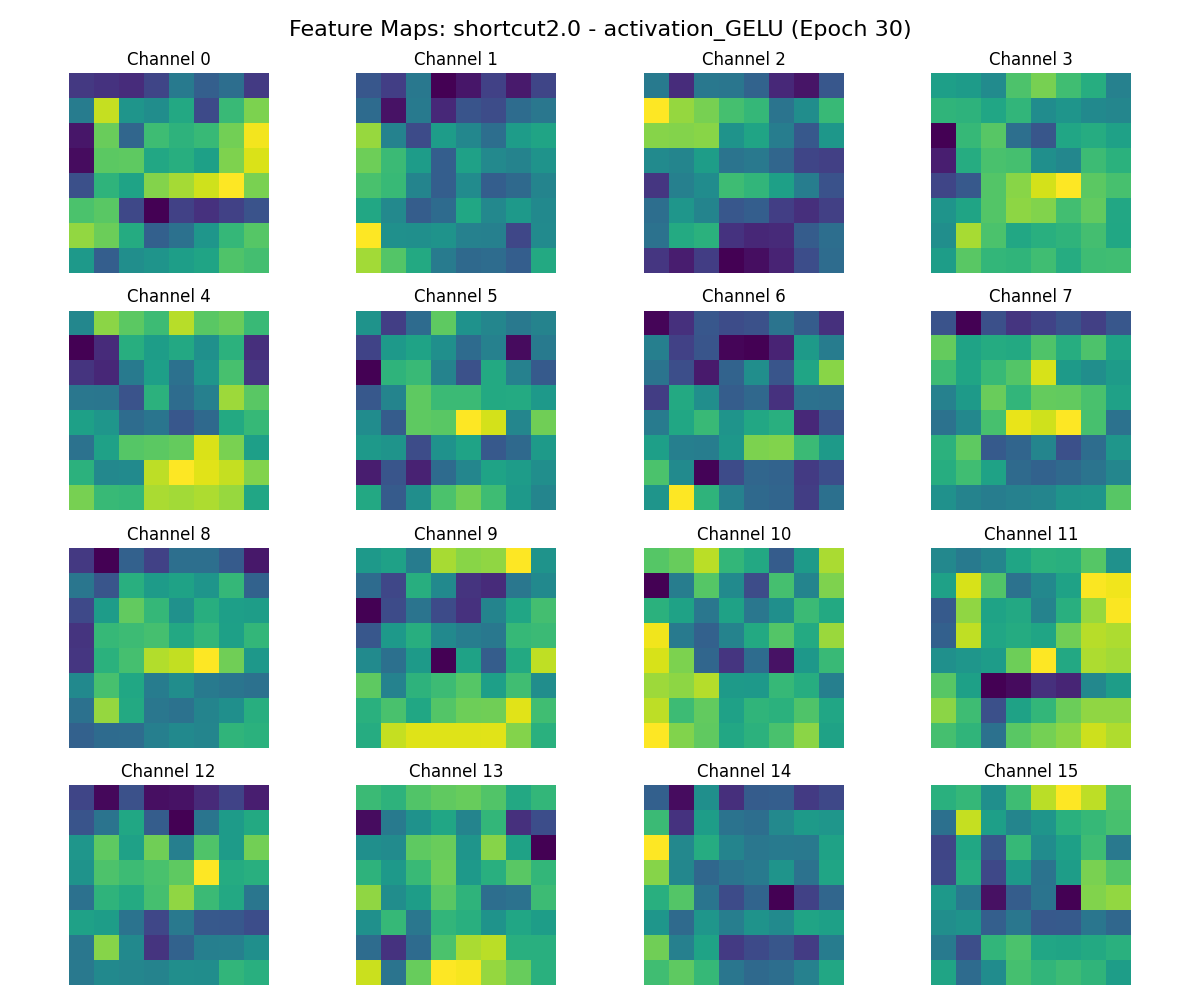 Feature Maps: shortcut2.0 - activation_GELU (Epoch 30)
Channel 0
Channel 1
Channel 2
Channel 3
Channel 4
Channel 5
Channel 6
Channel 7
Channel 8
Channel 9
Channel 10
Channel 11
Channel 12
Channel 13
Channel 14
Channel 15